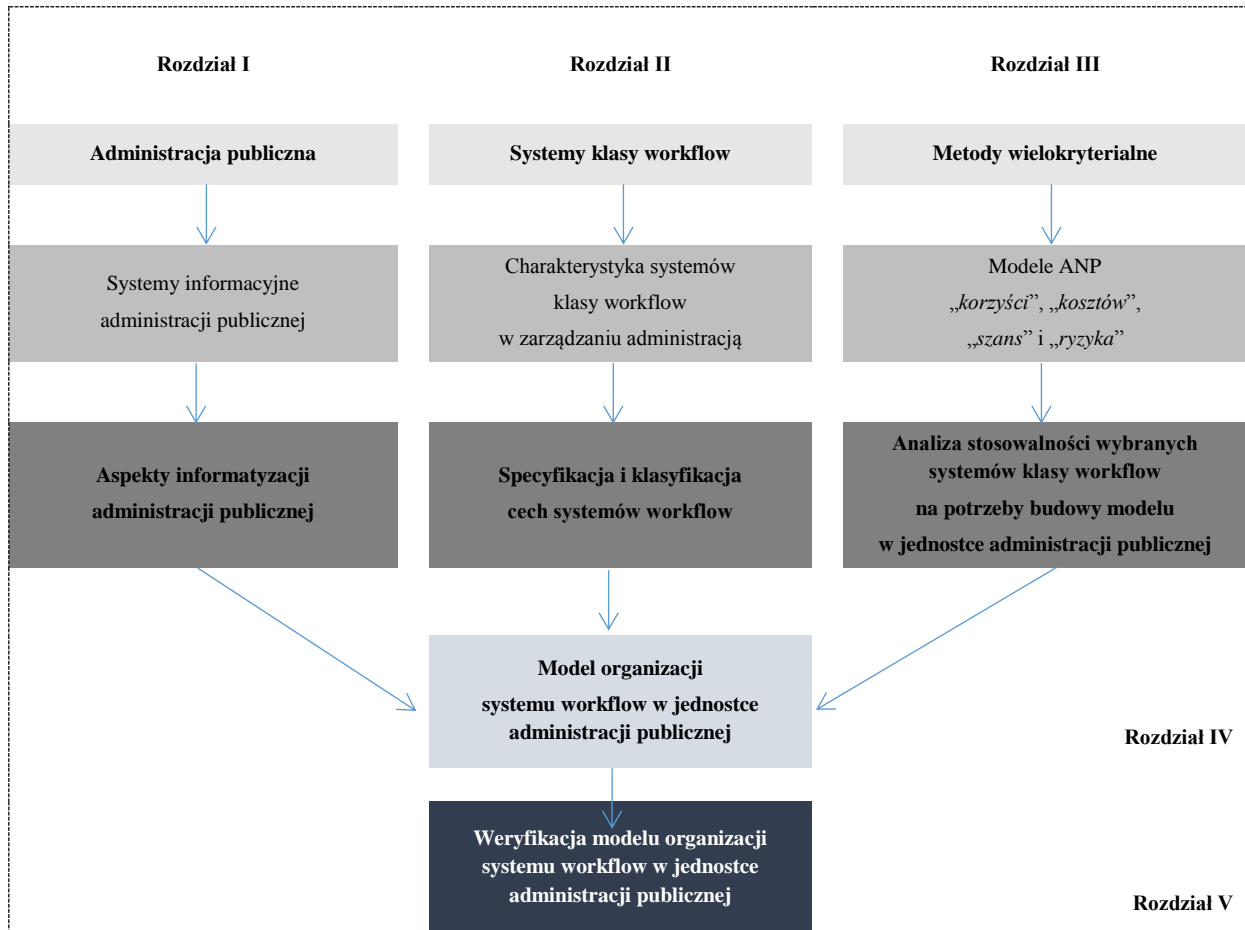 Rozdział I
Rozdział II
Rozdział III
Administracja publiczna
Systemy klasy workflow
Metody wielokryterialne
Systemy informacyjne
administracji publicznej
Charakterystyka systemów
klasy workflow
w zarządzaniu administracją
Modele ANP
„korzyści”, „kosztów”,
„szans” i „ryzyka”
Aspekty informatyzacji
administracji publicznej
Specyfikacja i klasyfikacja
cech systemów workflow
Analiza stosowalności wybranych
systemów klasy workflow
na potrzeby budowy modelu
w jednostce administracji publicznej
Model organizacji
systemu workflow w jednostce
administracji publicznej
Rozdział IV
Weryfikacja modelu organizacji
systemu workflow w jednostce
administracji publicznej
Rozdział V